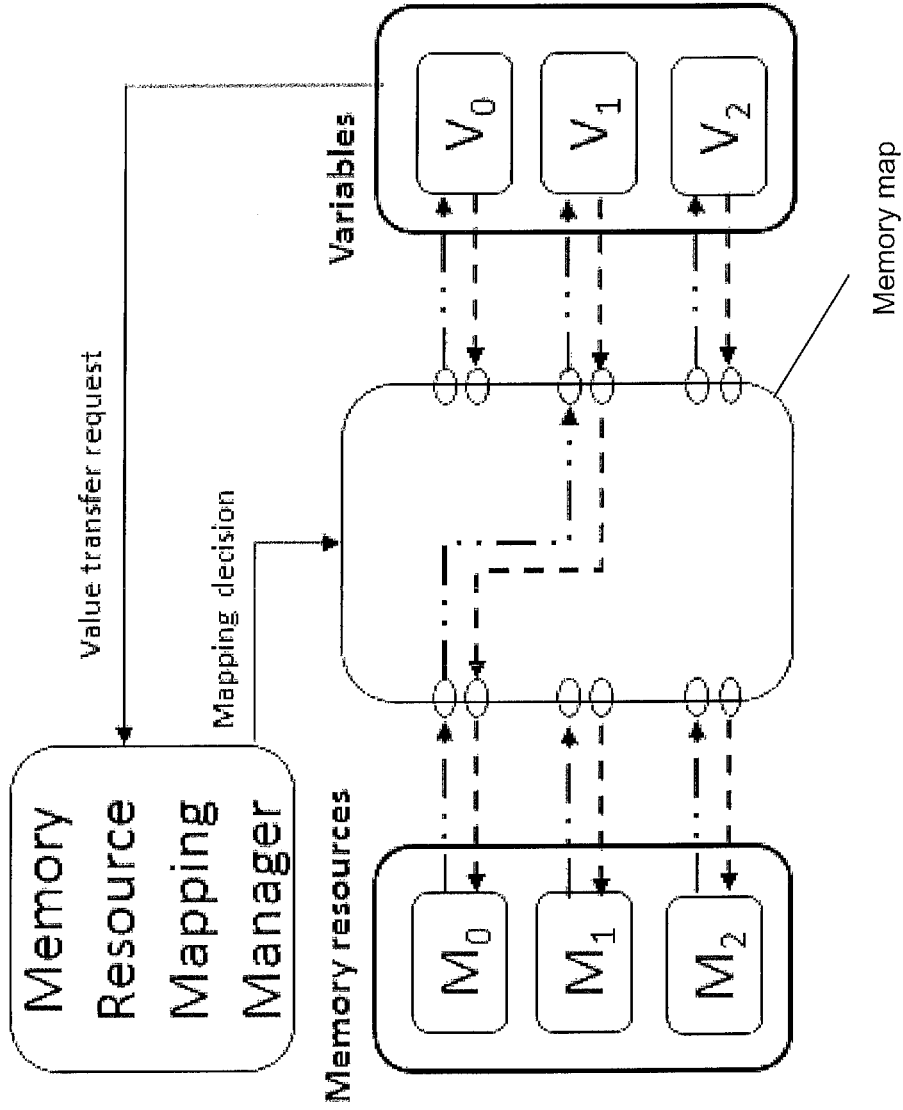 Memory
Resource
Mapping
Manager
Value transfer request
Mapping decision
Memory resources
M0
M1
M2
Variables
V0
V1
V2
Memory map